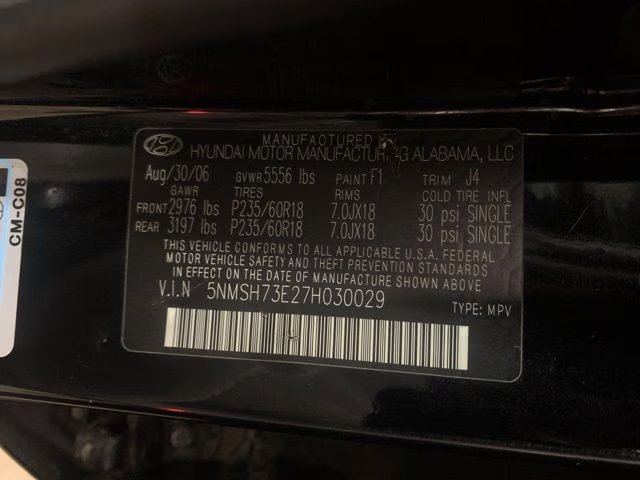 MANUFACTURED BY
HYUNDAI MOTOR MANUFACTURING ALABAMA, LLC
Aug/30/06 GVWR 5556 lbs PAINT F1 TRIM J4
GAWR TIRES RIMS COLD TIRE INFL
FRONT 2976 lbs P235/60R18 7.0JX18 30 psi SINGLE
REAR 3197 lbs P235/60R18 7.0JX18 30 psi SINGLE
THIS VEHICLE CONFORMS TO ALL APPLICABLE U.S.A. FEDERAL
MOTOR VEHICLE SAFETY AND THEFT PREVENTION STANDARDS
IN EFFECT ON THE DATE OF MANUFACTURE SHOWN ABOVE
V.I.N 5NMSH73E27H030029 TYPE: MPV
CM-C08